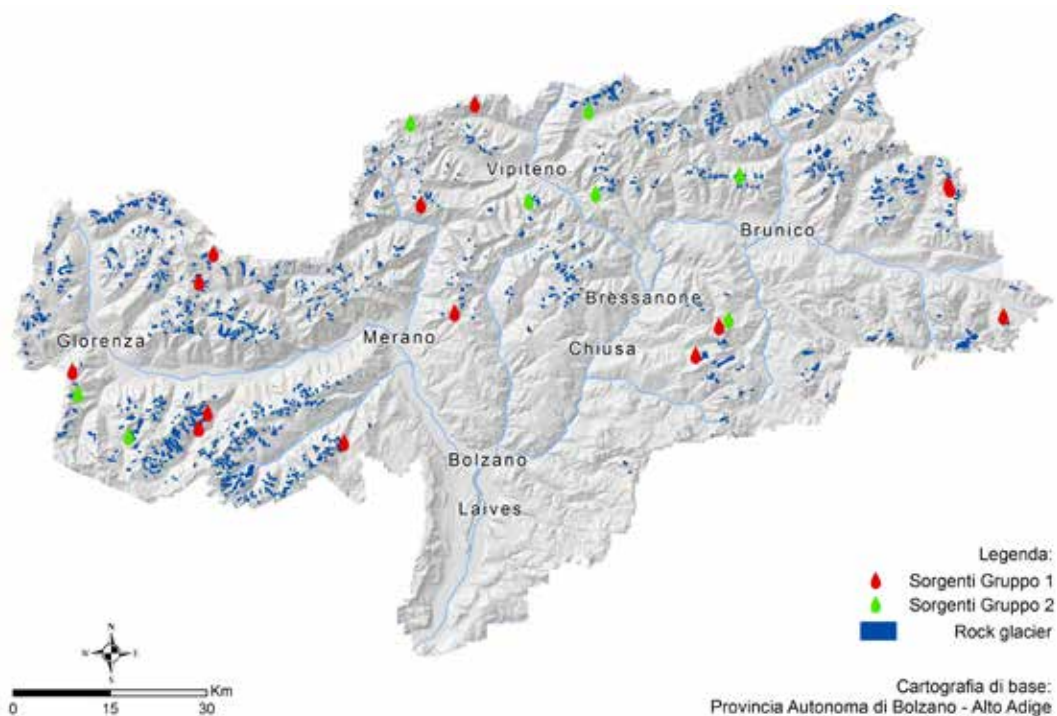 Vipiteno
Brunico
Bressanone
Glorenza
Merano
Chiusa
Bolzano
Laives
Legenda:
Sorgenti Gruppo 1
Sorgenti Gruppo 2
Rock glacier
N
W E
S
Km
0 15 30
Cartografia di base:
Provincia Autonoma di Bolzano - Alto Adige